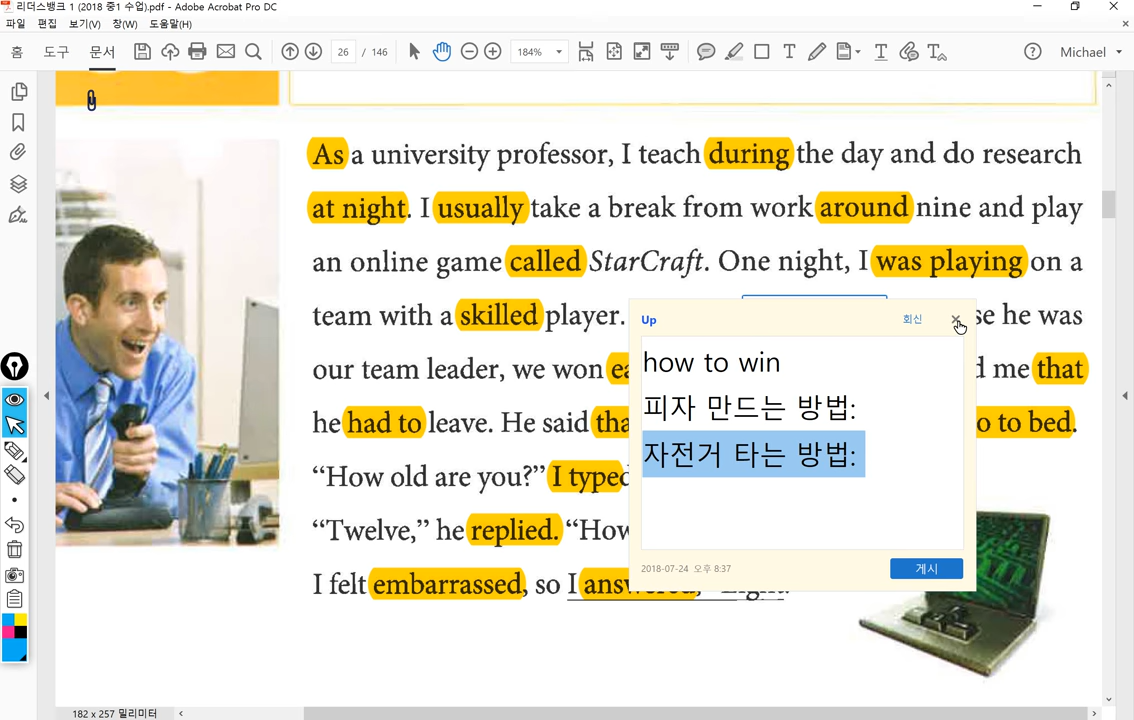 리더스뱅크 1 (2018 중1 수업).pdf - Adobe Acrobat Pro DC
파일 편집 보기(V) 창(W) 도움말(H)
홈 도구 문서 26 / 146 184% Michael
As a university professor, I teach during the day and do research
at night. I usually take a break from work around nine and play
an online game called StarCraft. One night, I was playing on a
team with a skilled player. se he was
our team leader, we won ea d me that
he had to leave. He said tha o to bed.
"How old are you?" I typed
"Twelve," he replied. "How
I felt embarrassed, so I answered, "Eight."
Up 회신
how to win
피자 만드는 방법:
자전거 타는 방법:
2018-07-24 오후 8:37 게시
182 x 257 밀리미터